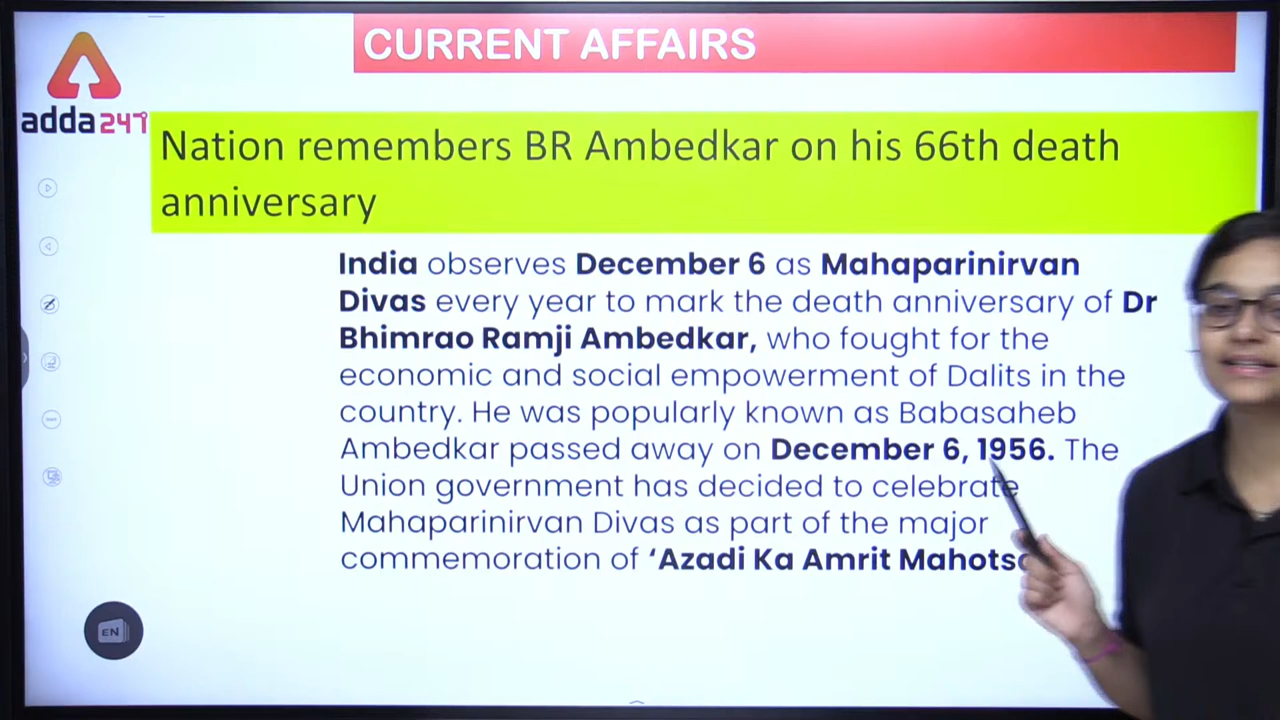 CURRENT AFFAIRS
adda247
Nation remembers BR Ambedkar on his 66th death
anniversary
India observes December 6 as Mahaparinirvan
Divas every year to mark the death anniversary of Dr
Bhimrao Ramji Ambedkar, who fought for the
economic and social empowerment of Dalits in the
country. He was popularly known as Babasaheb
Ambedkar passed away on December 6, 1956. The
Union government has decided to celebrate
Mahaparinirvan Divas as part of the major
commemoration of ‘Azadi Ka Amrit
EN